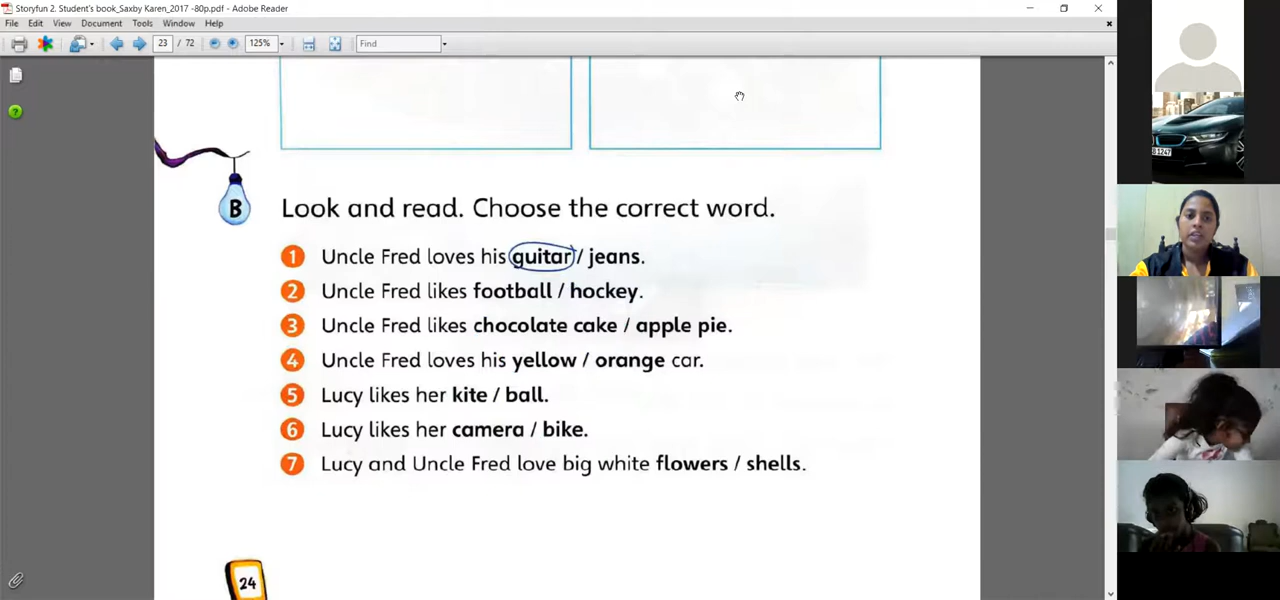 Storyfun 2. Student's book_Saxby Karen_2017 -80p.pdf - Adobe Reader
File Edit View Document Tools Window Help
23 / 72 125% Find
B Look and read. Choose the correct word.
1 Uncle Fred loves his guitar / jeans.
2 Uncle Fred likes football / hockey.
3 Uncle Fred likes chocolate cake / apple pie.
4 Uncle Fred loves his yellow / orange car.
5 Lucy likes her kite / ball.
6 Lucy likes her camera / bike.
7 Lucy and Uncle Fred love big white flowers / shells.
24